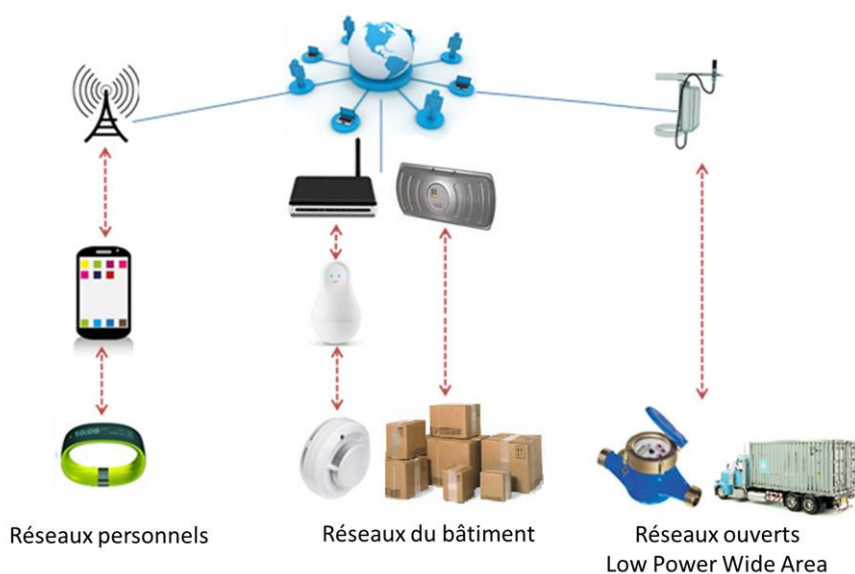 Réseaux personnels
Réseaux du bâtiment
Réseaux ouverts
Low Power Wide Area